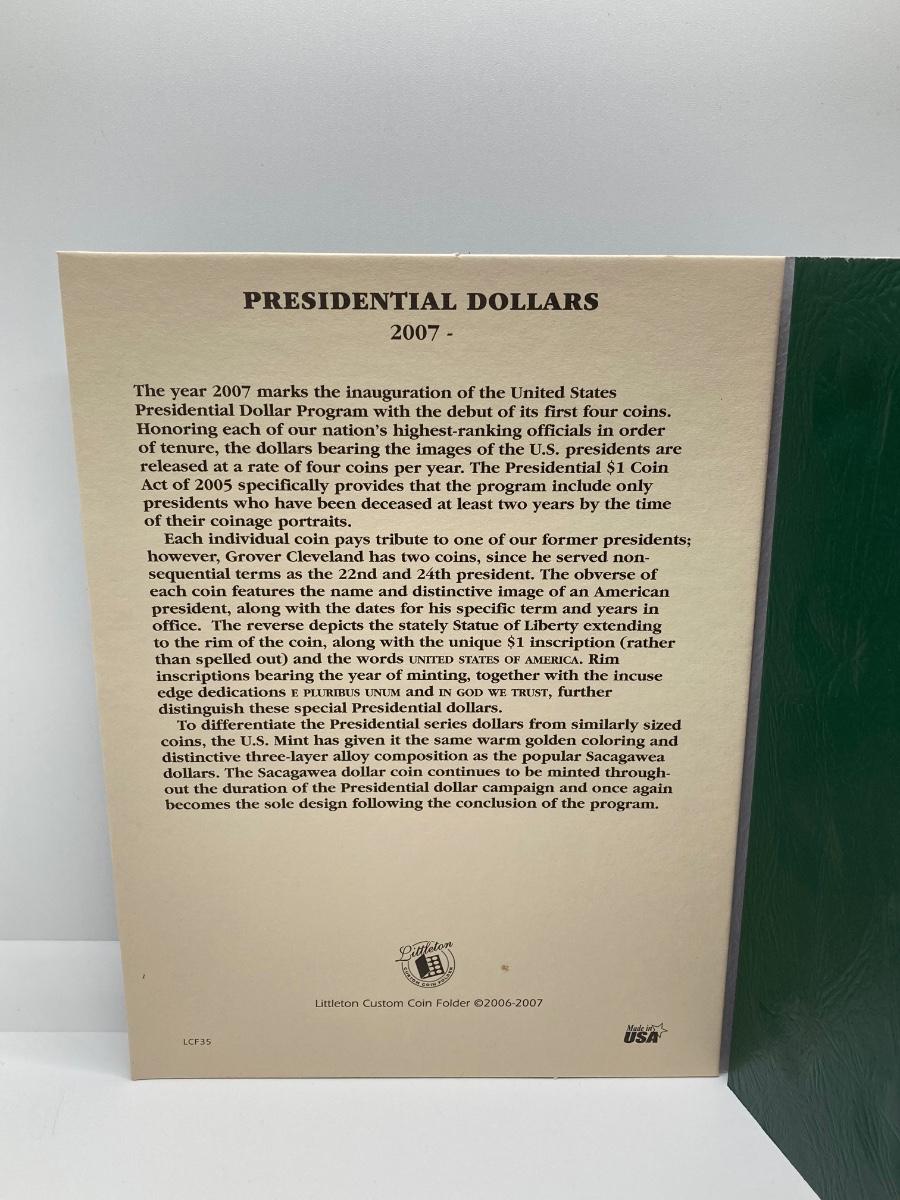 PRESIDENTIAL DOLLARS
2007 -
The year 2007 marks the inauguration of the United States
Presidential Dollar Program with the debut of its first four coins.
Honoring each of our nation's highest-ranking officials in order
of tenure, the dollars bearing the images of the U.S. presidents are
released at a rate of four coins per year. The Presidential $1 Coin
Act of 2005 specifically provides that the program include only
presidents who have been deceased at least two years by the time
of their coinage portraits.
Each individual coin pays tribute to one of our former presidents;
however, Grover Cleveland has two coins, since he served non-
sequential terms as the 22nd and 24th president. The obverse of
each coin features the name and distinctive image of an American
president, along with the dates for his specific term and years in
office. The reverse depicts the stately Statue of Liberty extending
to the rim of the coin, along with the unique $1 inscription (rather
than spelled out) and the words UNITED STATES OF AMERICA. Rim
inscriptions bearing the year of minting, together with the incuse
edge dedications E PLURIBUS UNUM and IN GOD WE TRUST, further
distinguish these special Presidential dollars.
To differentiate the Presidential series dollars from similarly sized
coins, the U.S. Mint has given it the same warm golden coloring and
distinctive three-layer alloy composition as the popular Sacagawea
dollars. The Sacagawea dollar coin continues to be minted through-
out the duration of the Presidential dollar campaign and once again
becomes the sole design following the conclusion of the program.
Littleton
CUSTOM COIN FOLDER
Littleton Custom Coin Folder ©2006-2007
LCF35
Made in
USA